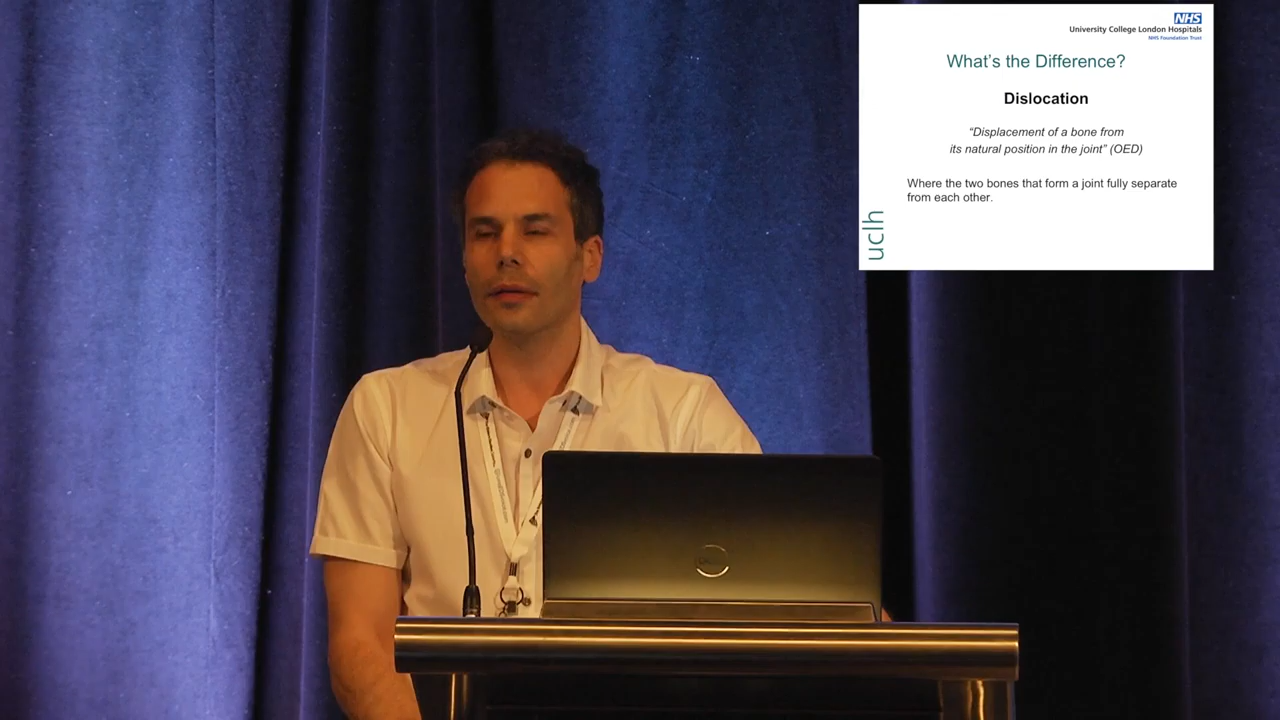 NHS
University College London Hospitals
NHS Foundation Trust
What's the Difference?
Dislocation
“Displacement of a bone from
its natural position in the joint” (OED)
Where the two bones that form a joint fully separate
from each other.
uclh
DELL